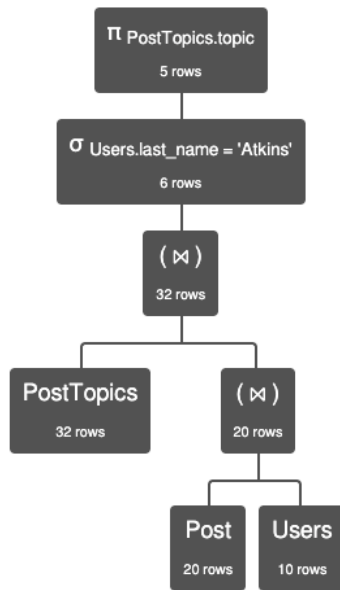 π PostTopics.topic
5 rows
σ Users.last_name = 'Atkins'
6 rows
( ⋈ )
32 rows
PostTopics
32 rows
( ⋈ )
20 rows
Post
20 rows
Users
10 rows